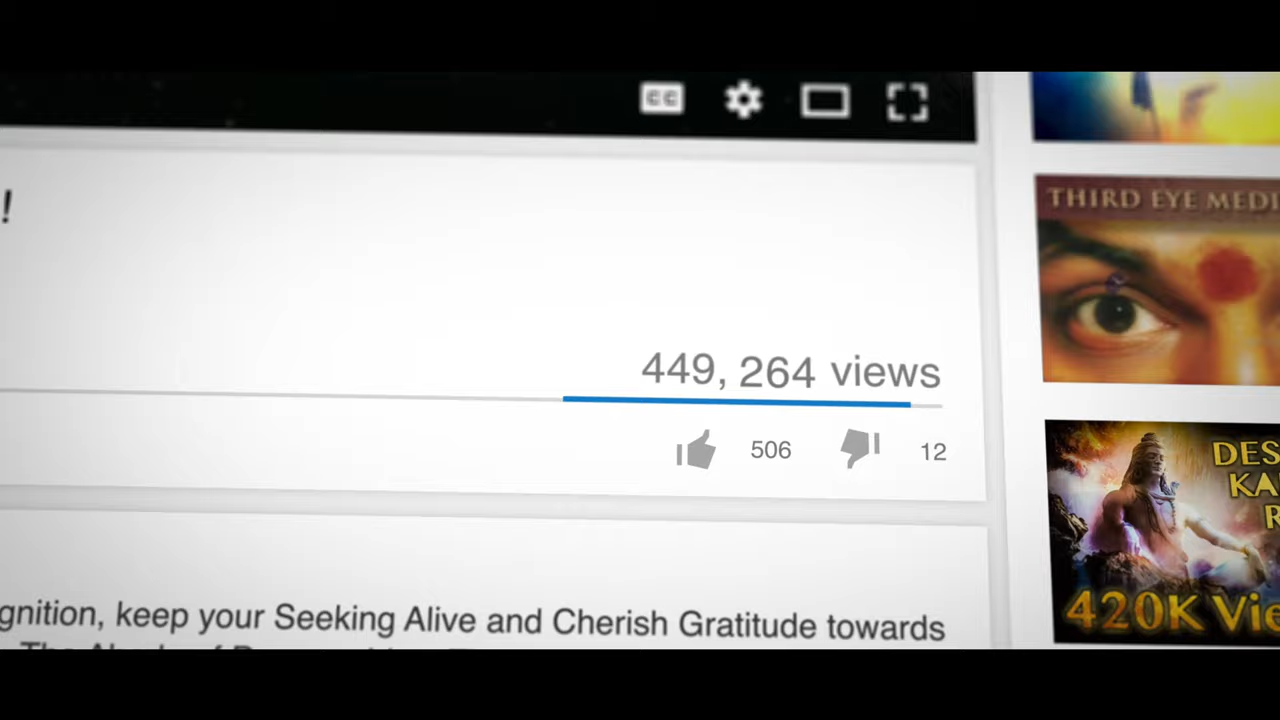 CC
!
THIRD EYE MEDI
449, 264 views
506
12
DES
KA
R
420K Vie
gnition, keep your Seeking Alive and Cherish Gratitude towards